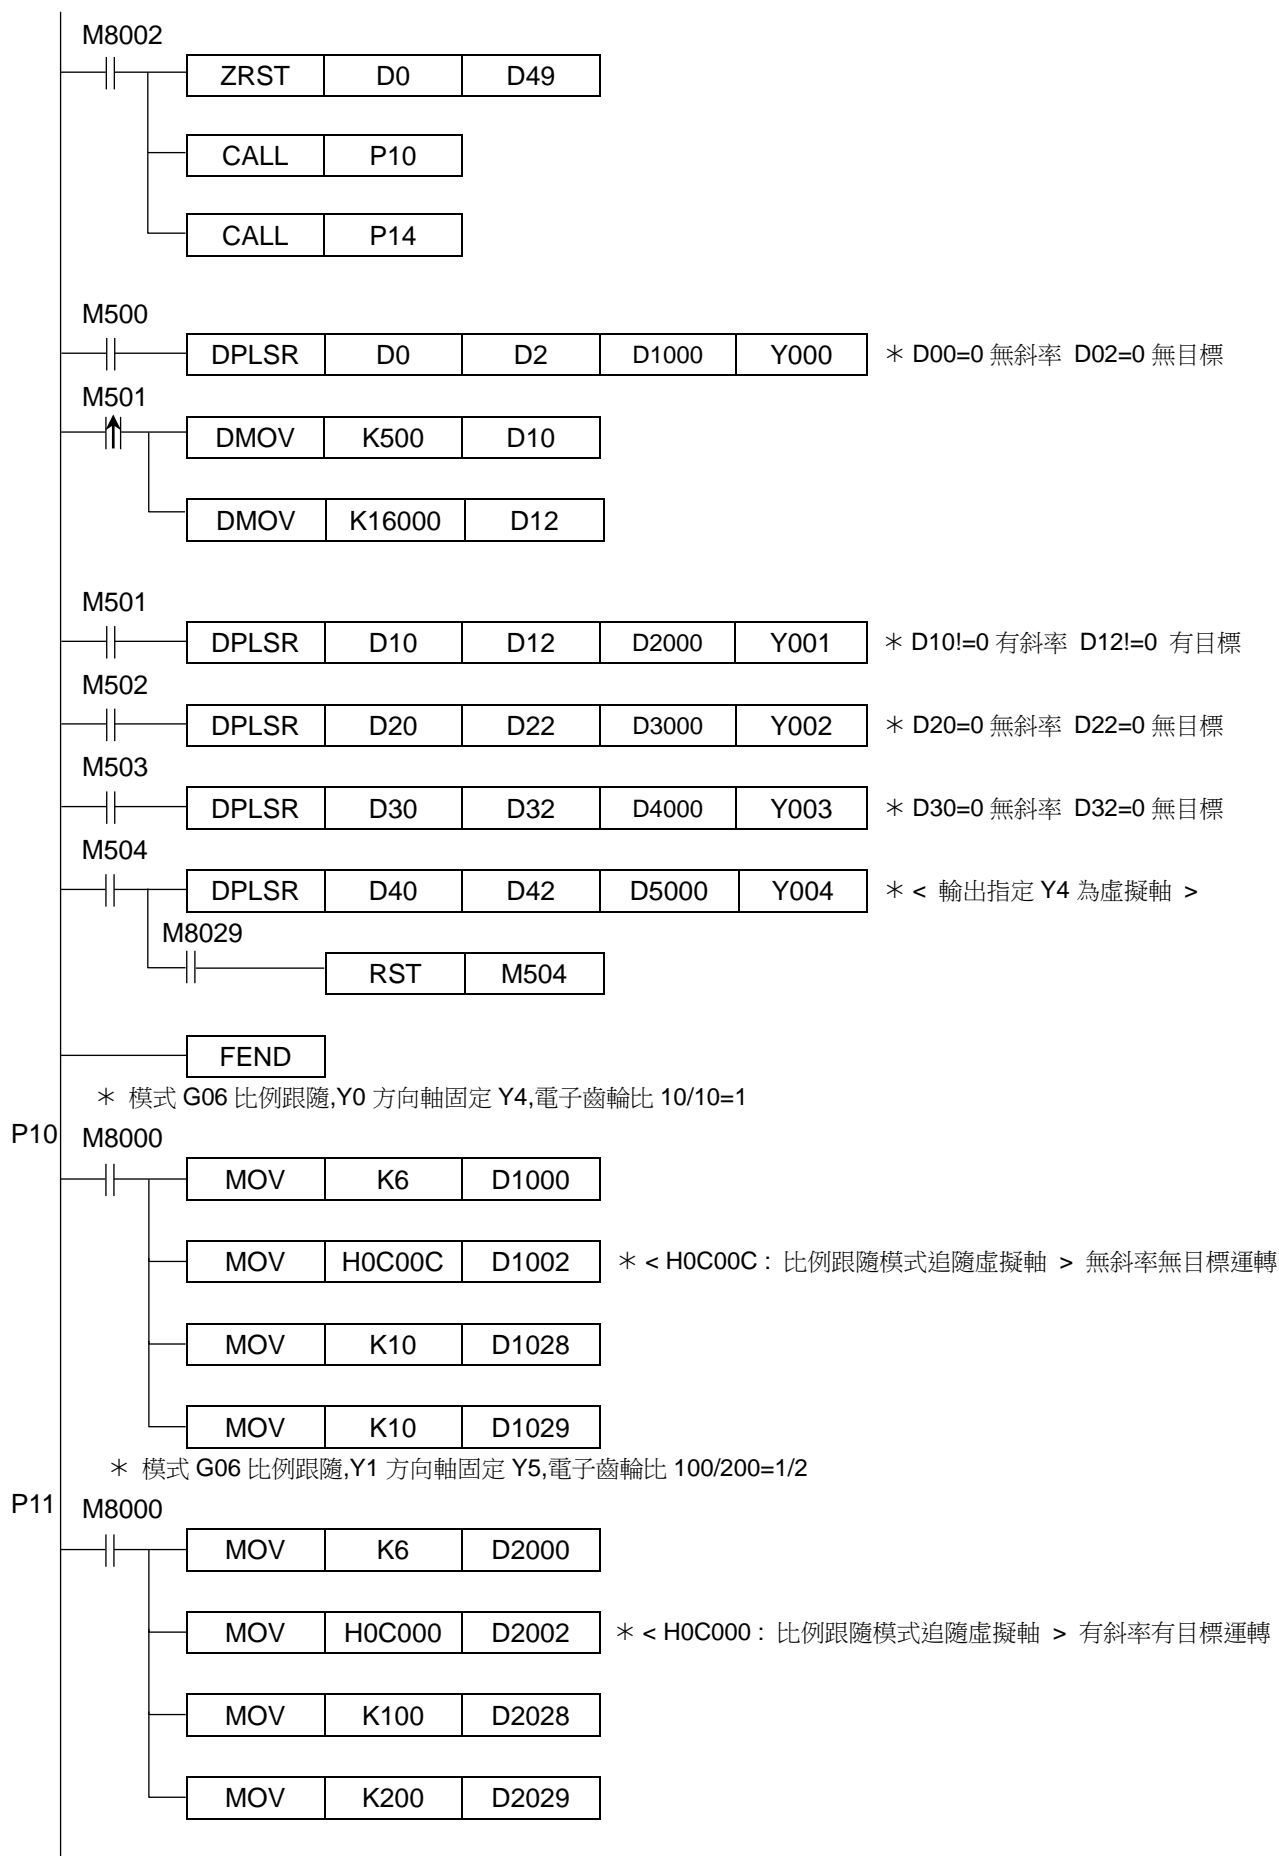 M8002
ZRST D0 D49
CALL P10
CALL P14
M500
DPLSR D0 D2 D1000 Y000 ＊ D00=0 無斜率 D02=0 無目標
M501
DMOV K500 D10
DMOV K16000 D12
M501
DPLSR D10 D12 D2000 Y001 ＊ D10!=0 有斜率 D12!=0 有目標
M502
DPLSR D20 D22 D3000 Y002 ＊ D20=0 無斜率 D22=0 無目標
M503
DPLSR D30 D32 D4000 Y003 ＊ D30=0 無斜率 D32=0 無目標
M504
DPLSR D40 D42 D5000 Y004 ＊ < 輸出指定 Y4 為虛擬軸 >
M8029
RST M504
FEND
＊ 模式 G06 比例跟隨,Y0 方向軸固定 Y4,電子齒輪比 10/10=1
P10 M8000
MOV K6 D1000
MOV H0C00C D1002 ＊ < H0C00C : 比例跟隨模式追隨虛擬軸 > 無斜率無目標運轉
MOV K10 D1028
MOV K10 D1029
＊ 模式 G06 比例跟隨,Y1 方向軸固定 Y5,電子齒輪比 100/200=1/2
P11 M8000
MOV K6 D2000
MOV H0C000 D2002 ＊ < H0C000 : 比例跟隨模式追隨虛擬軸 > 有斜率有目標運轉
MOV K100 D2028
MOV K200 D2029